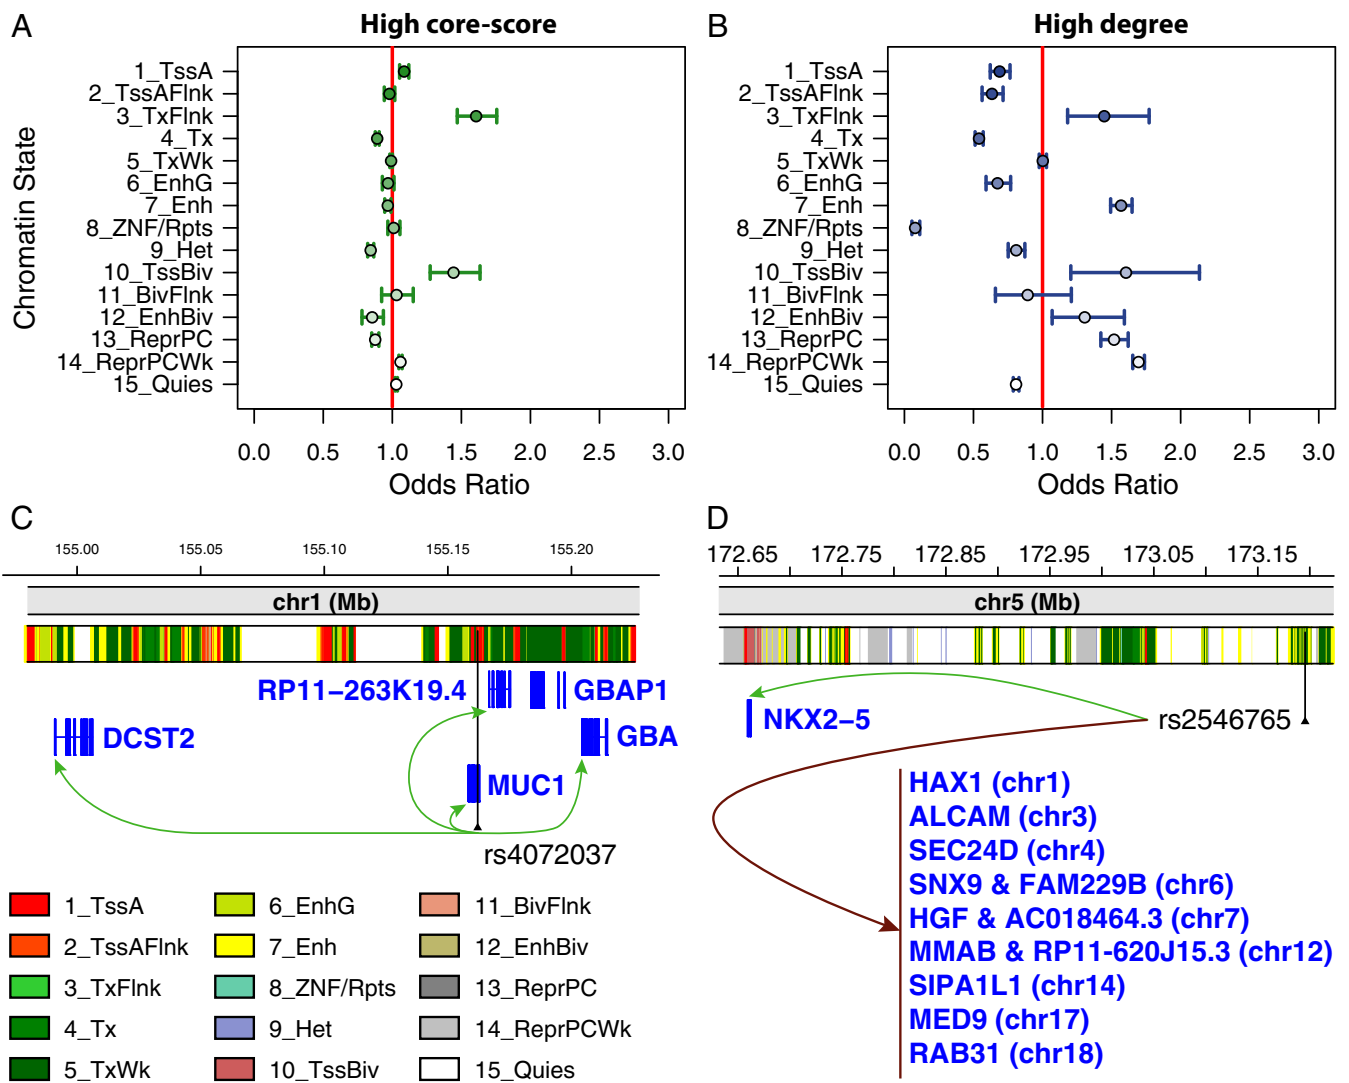 A
High core-score
Chromatin State
1_TssA
2_TssAFlnk
3_TxFlnk
4_Tx
5_TxWk
6_EnhG
7_Enh
8_ZNF/Rpts
9_Het
10_TssBiv
11_BivFlnk
12_EnhBiv
13_ReprPC
14_ReprPCWk
15_Quies
0.0 0.5 1.0 1.5 2.0 2.5 3.0
Odds Ratio
B
High degree
1_TssA
2_TssAFlnk
3_TxFlnk
4_Tx
5_TxWk
6_EnhG
7_Enh
8_ZNF/Rpts
9_Het
10_TssBiv
11_BivFlnk
12_EnhBiv
13_ReprPC
14_ReprPCWk
15_Quies
0.0 0.5 1.0 1.5 2.0 2.5 3.0
Odds Ratio
C
155.00 155.05 155.10 155.15 155.20
chr1 (Mb)
RP11−263K19.4
GBAP1
DCST2
GBA
MUC1
rs4072037
D
172.65 172.75 172.85 172.95 173.05 173.15
chr5 (Mb)
NKX2−5
rs2546765
HAX1 (chr1)
ALCAM (chr3)
SEC24D (chr4)
SNX9 & FAM229B (chr6)
HGF & AC018464.3 (chr7)
MMAB & RP11-620J15.3 (chr12)
SIPA1L1 (chr14)
MED9 (chr17)
RAB31 (chr18)
1_TssA
2_TssAFlnk
3_TxFlnk
4_Tx
5_TxWk
6_EnhG
7_Enh
8_ZNF/Rpts
9_Het
10_TssBiv
11_BivFlnk
12_EnhBiv
13_ReprPC
14_ReprPCWk
15_Quies